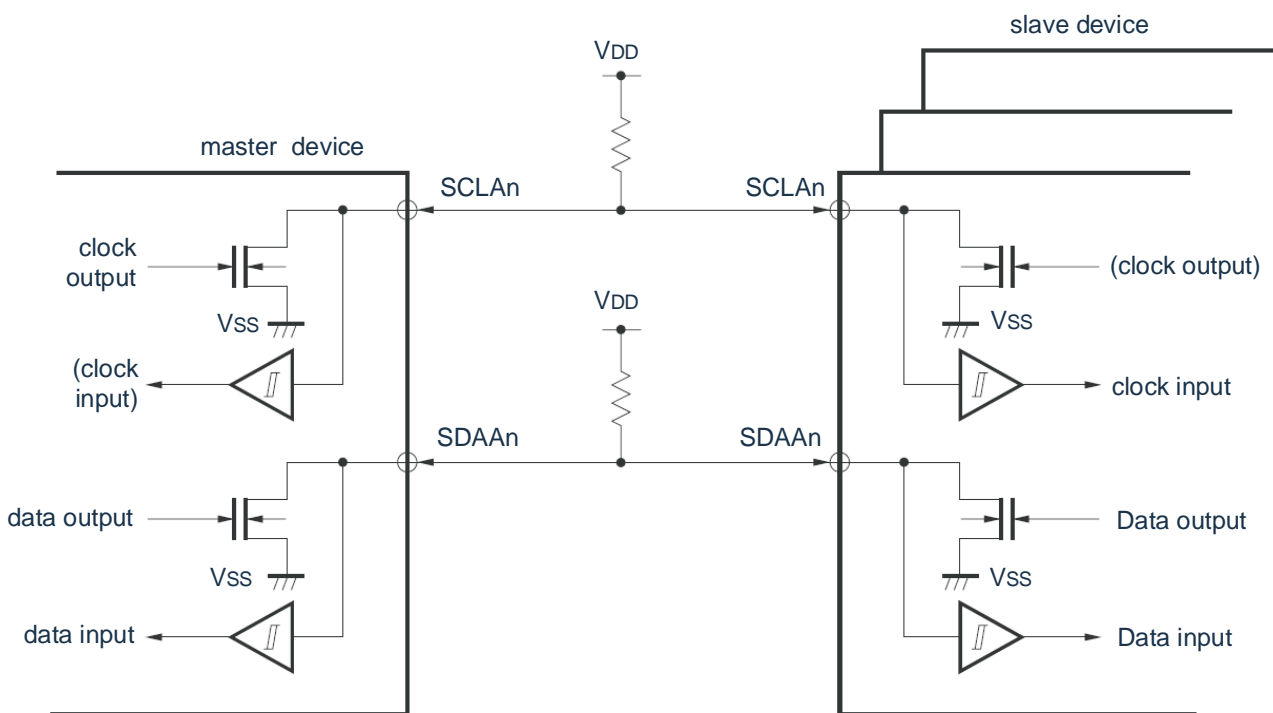 slave device
VDD
master device
SCLAn
SCLAn
clock
output
(clock output)
VSS
VSS
VDD
(clock
input)
clock input
SDAAn
SDAAn
data output
Data output
VSS
VSS
data input
Data input